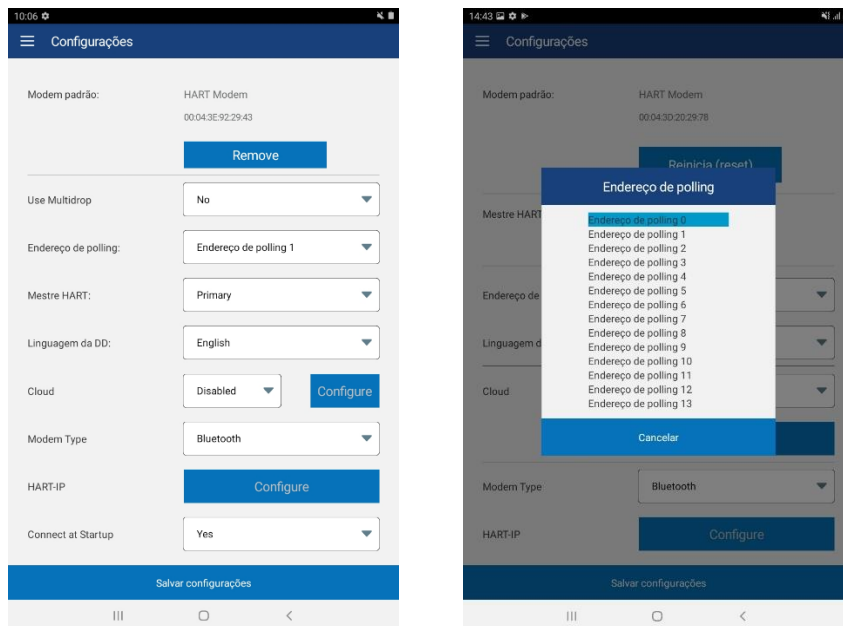 10:06
Configurações
Modem padrão:
HART Modem
00:04:3E:92:29:43
Remove
Use Multidrop
No
Endereço de polling:
Endereço de polling 1
Mestre HART:
Primary
Linguagem da DD:
English
Cloud
Disabled
Configure
Modem Type
Bluetooth
HART-IP
Configure
Connect at Startup
Yes
Salvar configurações
14:43
Configurações
Modem padrão:
HART Modem
00:04:3D:20:29:78
Reinicia (reset)
Mestre HART
Endereço de polling
Endereço de polling 0
Endereço de polling 1
Endereço de polling 2
Endereço de polling 3
Endereço de polling 4
Endereço de polling 5
Endereço de polling 6
Endereço de polling 7
Endereço de polling 8
Endereço de polling 9
Endereço de polling 10
Endereço de polling 11
Endereço de polling 12
Endereço de polling 13
Cancelar
Endereço de
Linguagem d
Cloud
Modem Type
Bluetooth
HART-IP
Configure
Salvar configurações